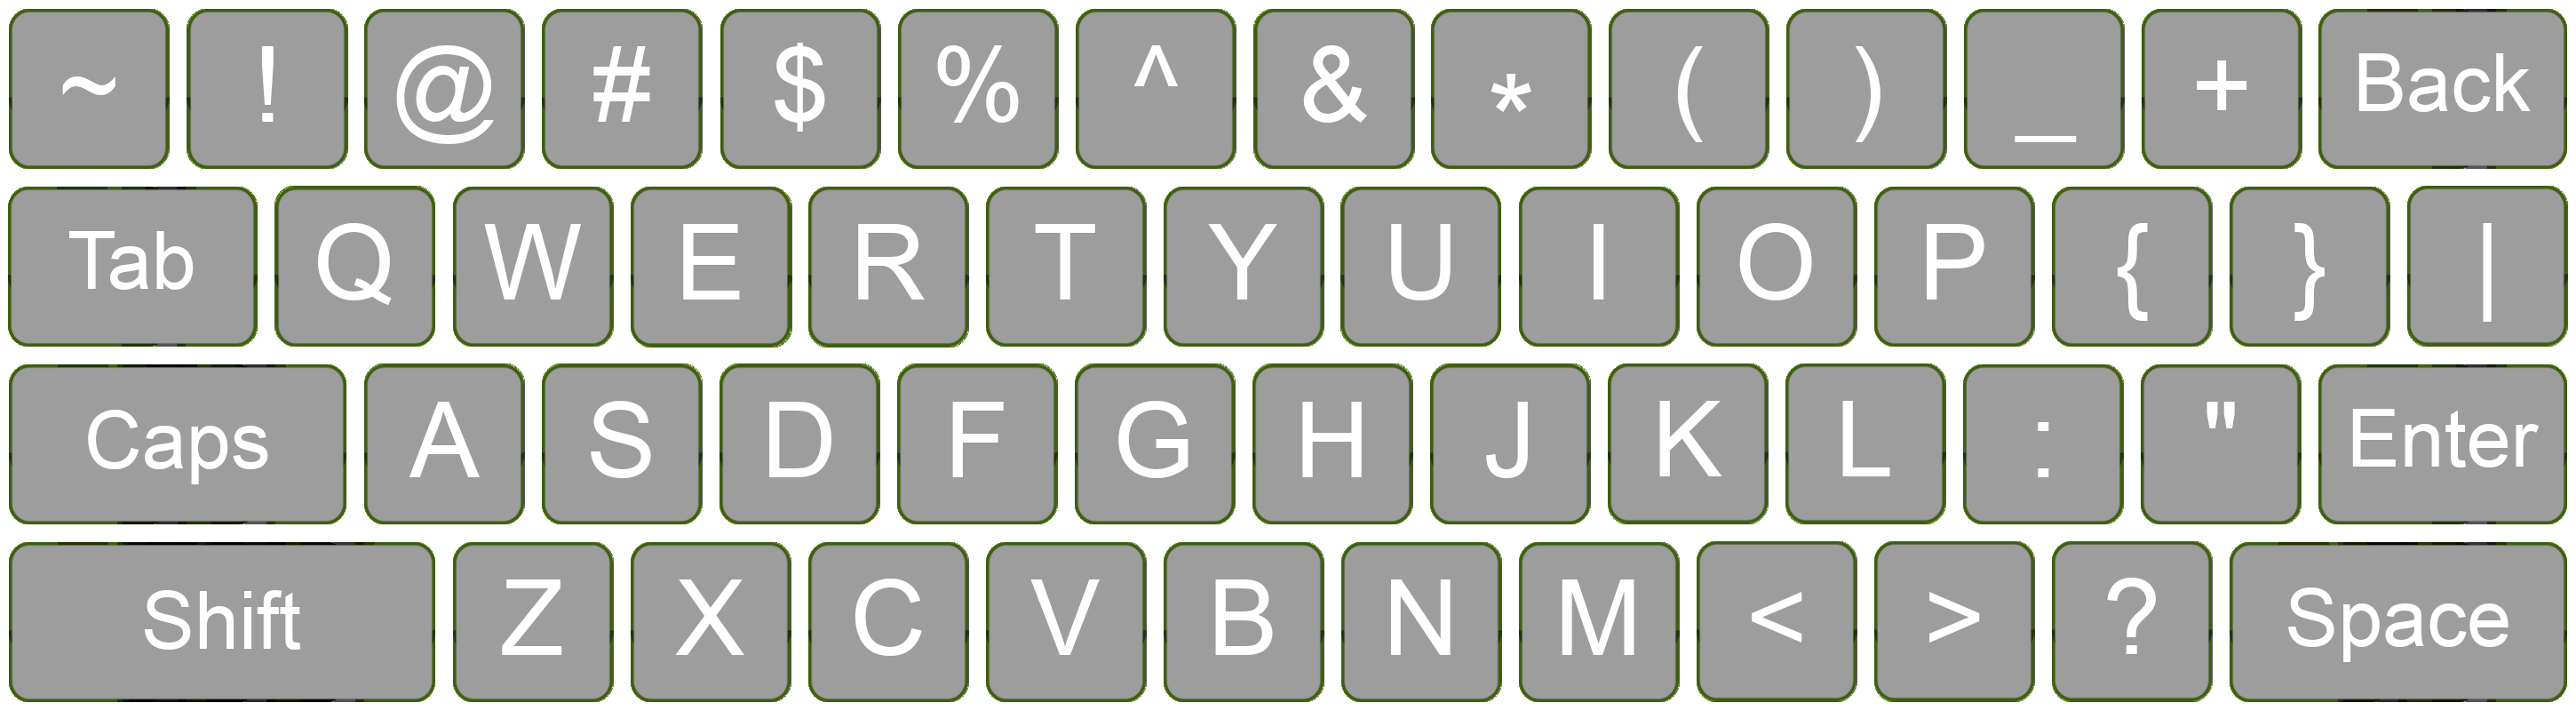 ~ ! @ # $ % ^ & * ( ) _ + Back
Tab Q W E R T Y U I O P { } |
Caps A S D F G H J K L : " Enter
Shift Z X C V B N M < > ? Space